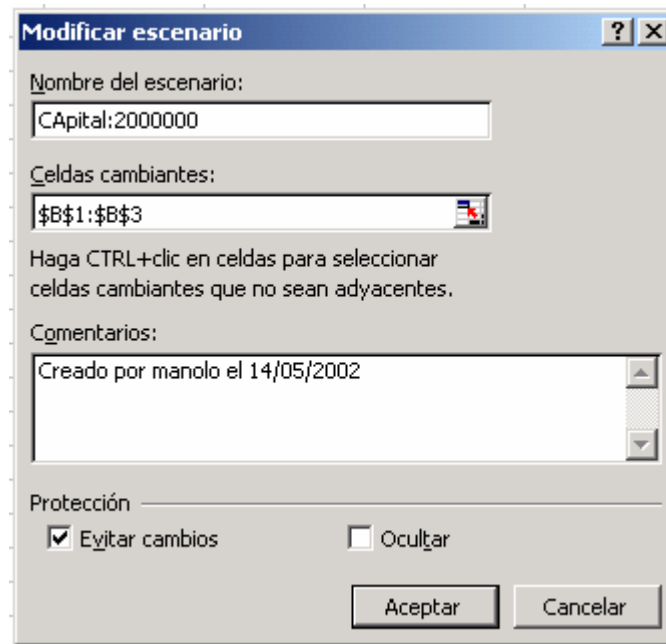 Modificar escenario
Nombre del escenario:
CApital:2000000
Celdas cambiantes:
$B$1:$B$3
Haga CTRL+clic en celdas para seleccionar
celdas cambiantes que no sean adyacentes.
Comentarios:
Creado por manolo el 14/05/2002
Protección
Evitar cambios Ocultar
Aceptar Cancelar